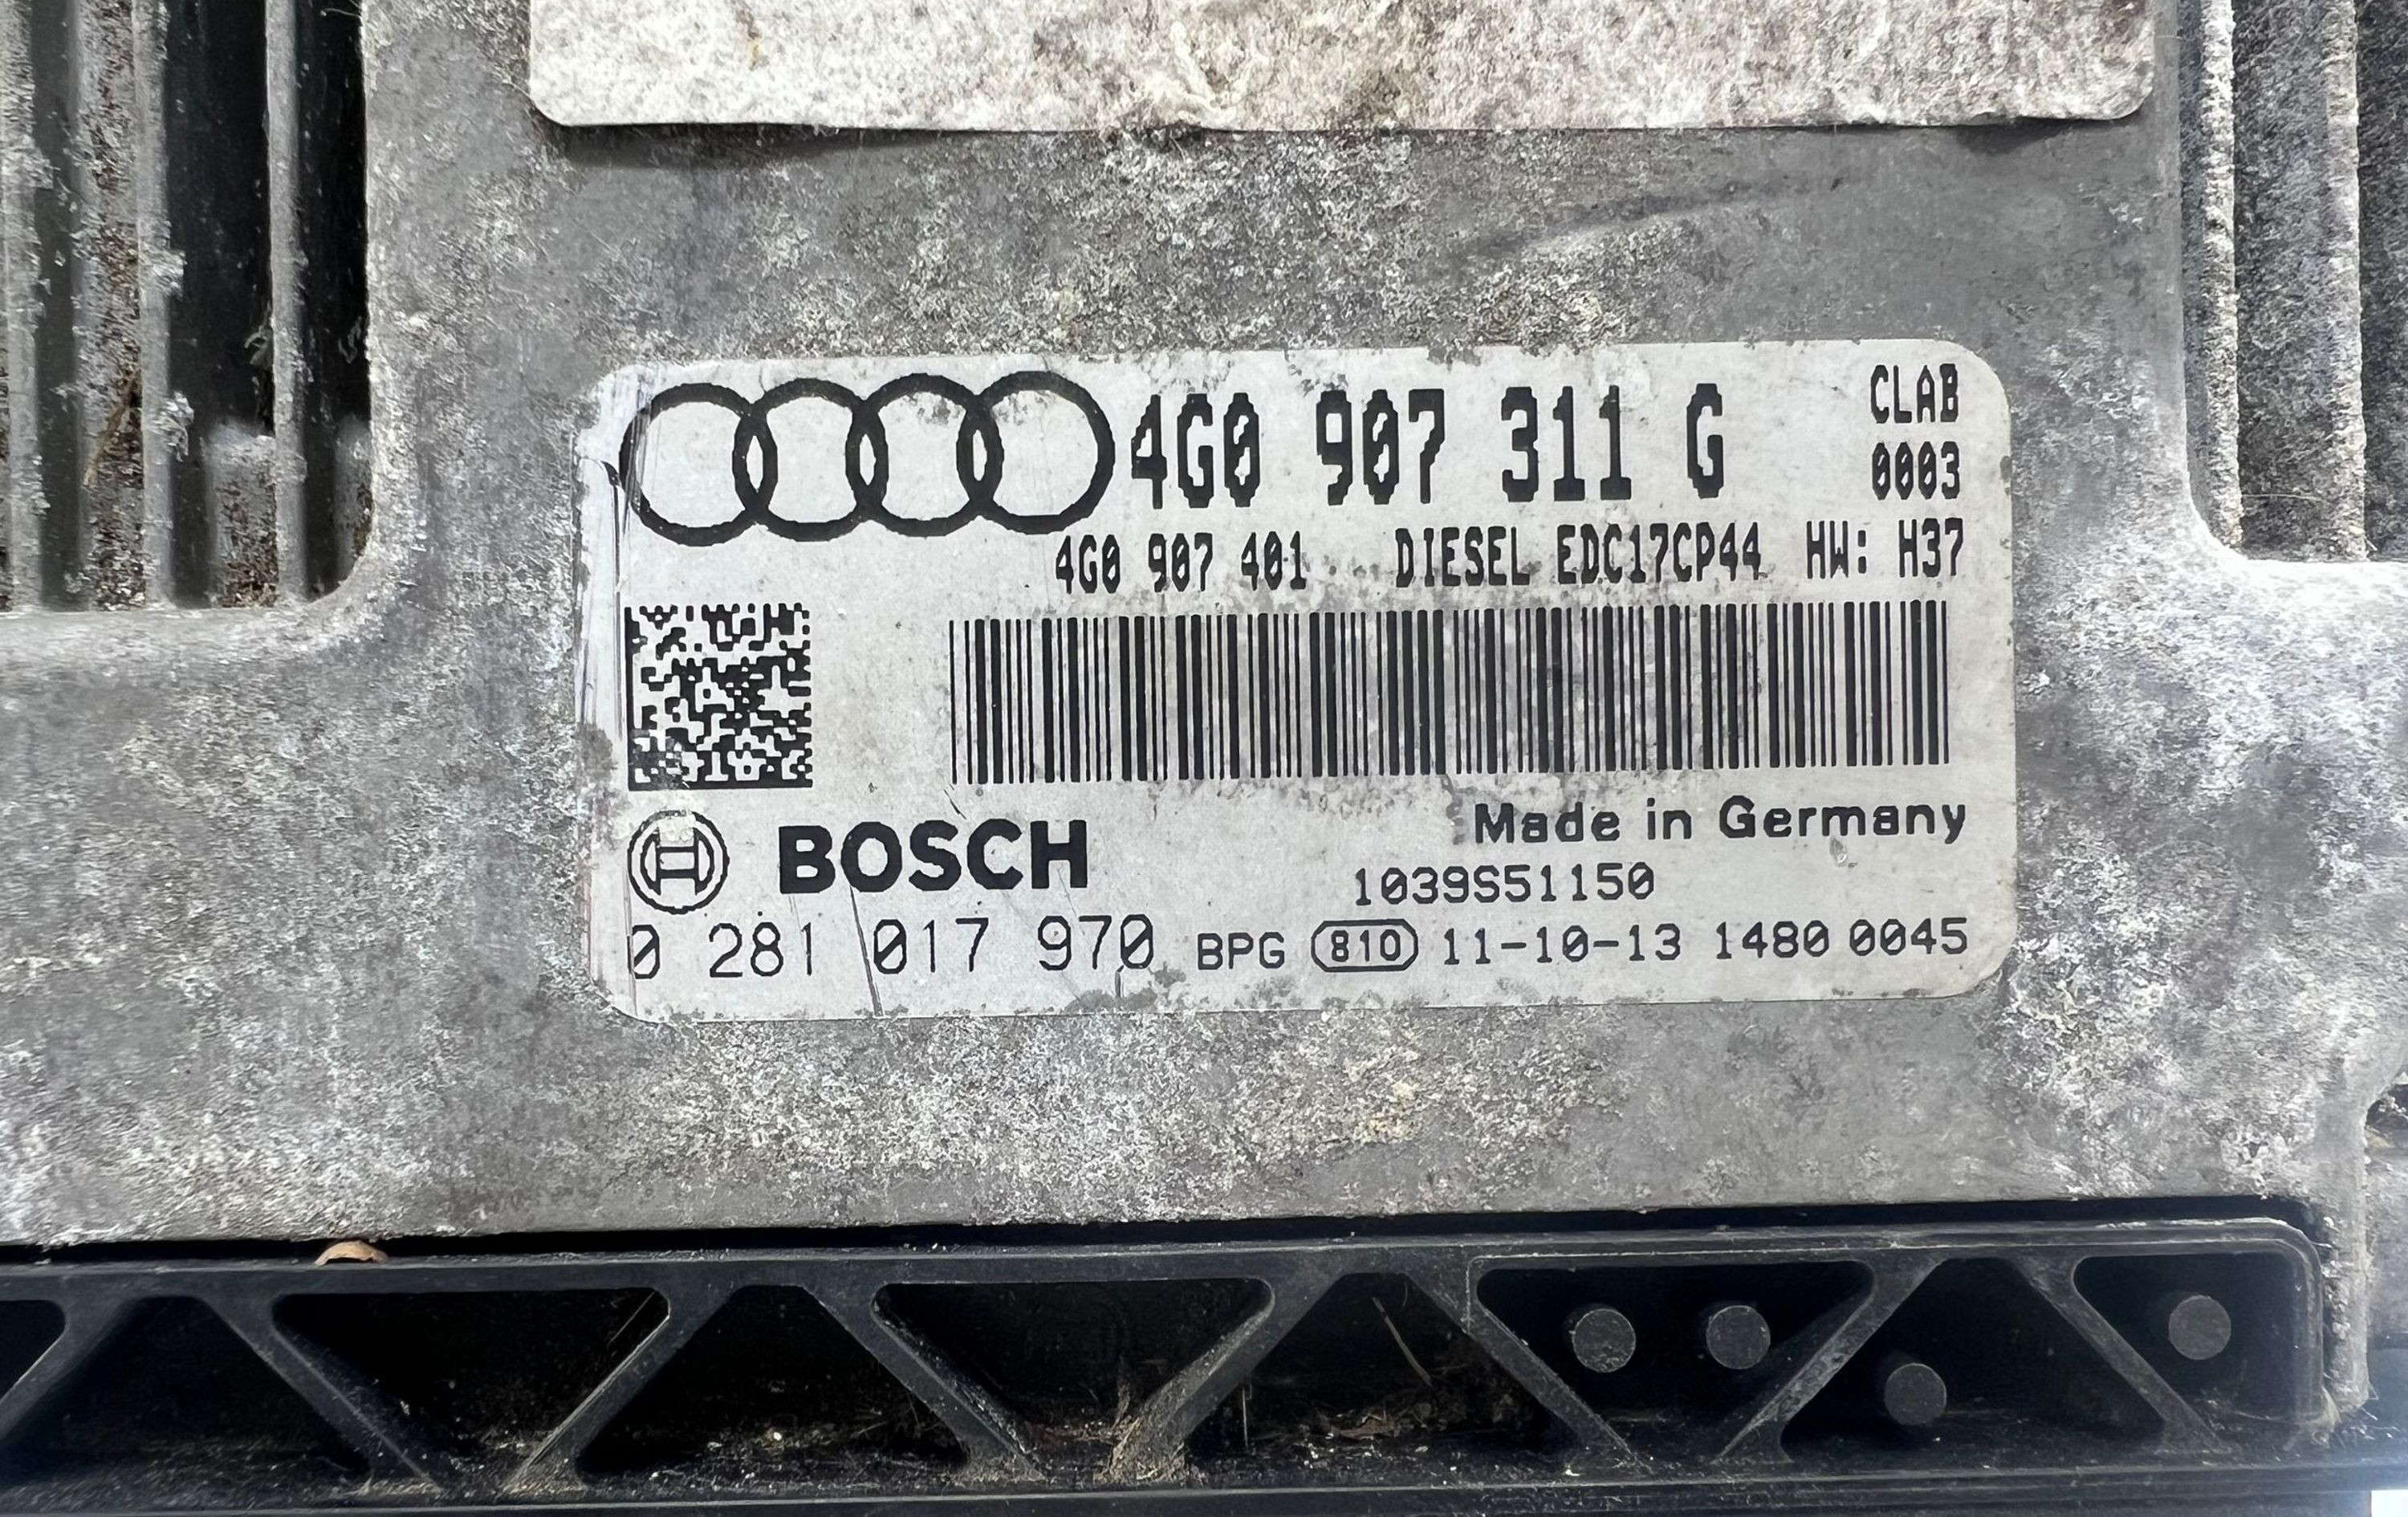 4G0 907 311 G
CLAB
0003
4G0 907 401 DIESEL EDC17CP44 HW: H37
BOSCH
Made in Germany
1039S51150
0 281 017 970 BPG 810 11-10-13 1480 0045